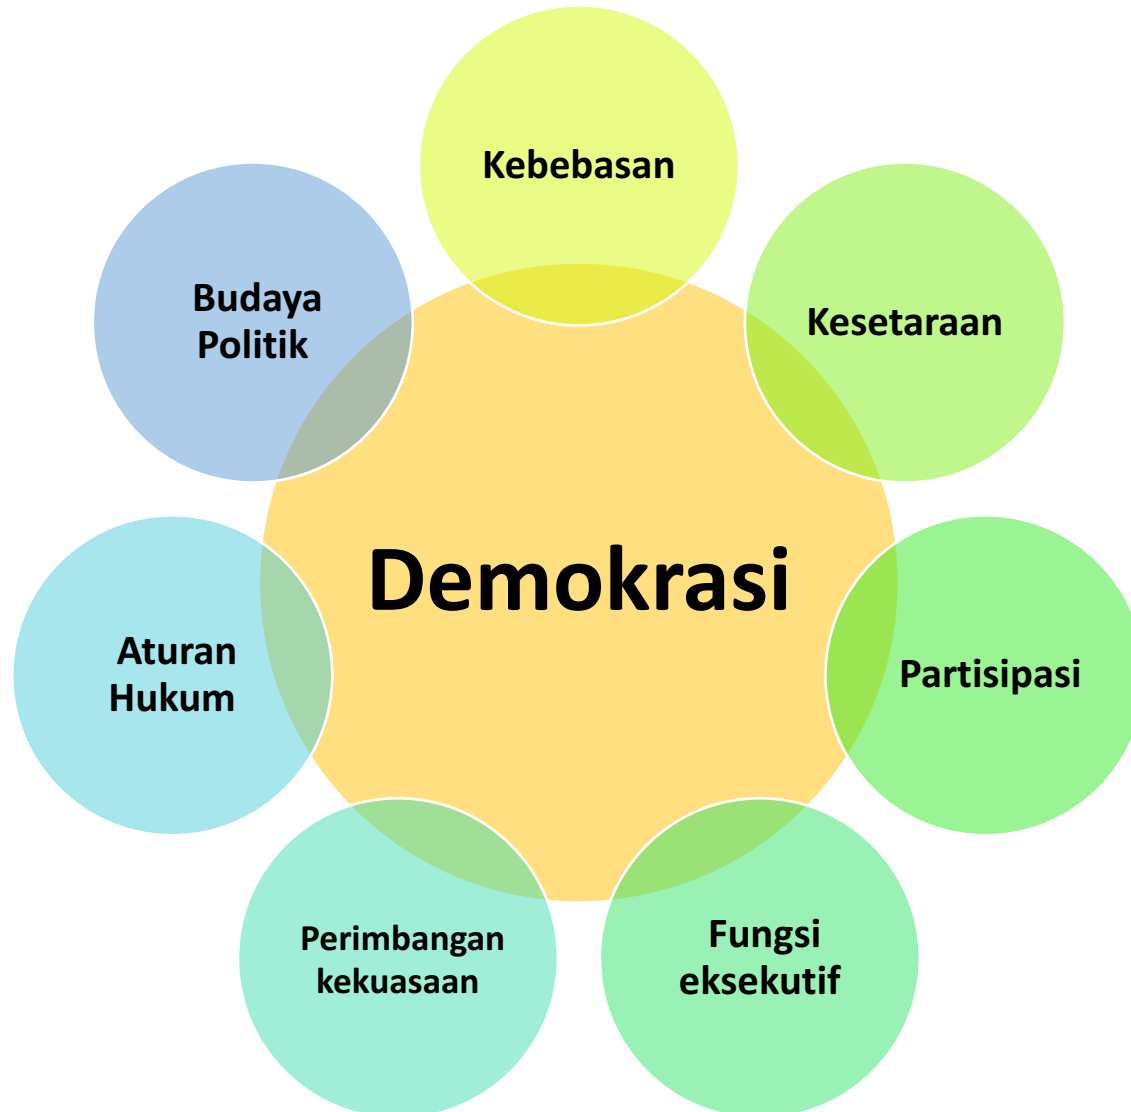 Kebebasan
Kesetaraan
Partisipasi
Fungsi
eksekutif
Perimbangan
kekuasaan
Aturan
Hukum
Budaya
Politik
Demokrasi